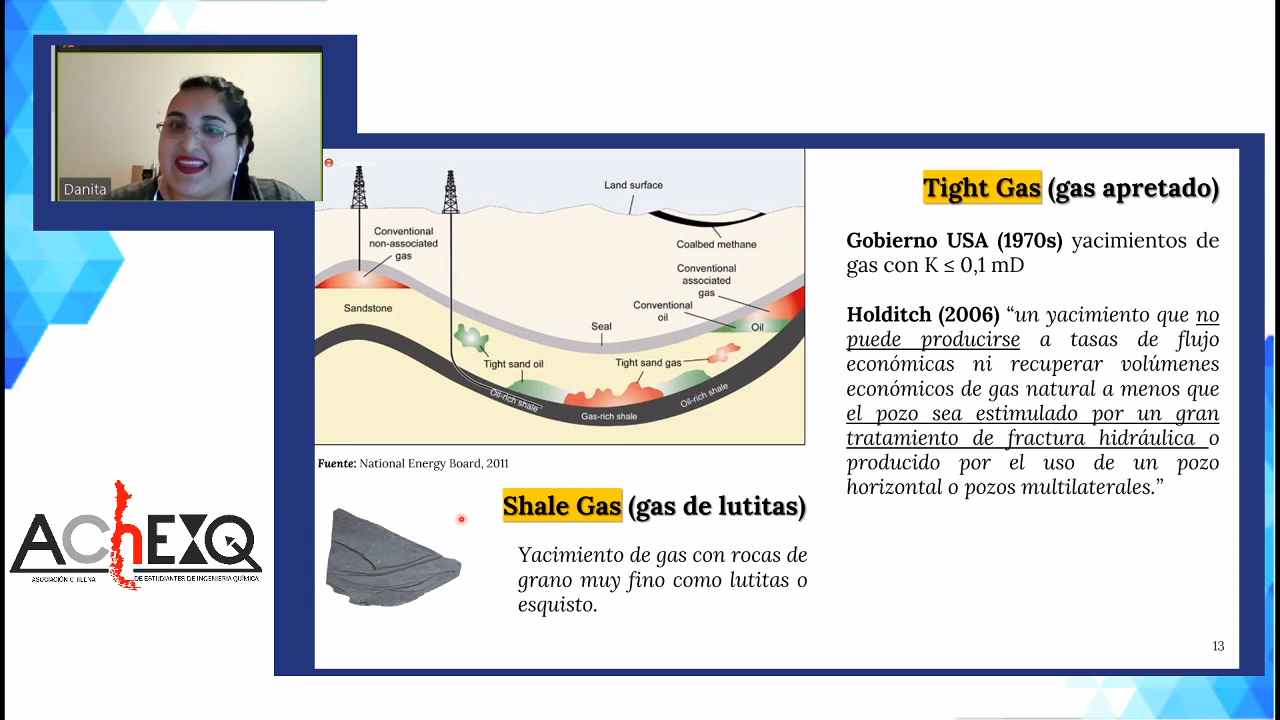 Danita
Land surface
Conventional
non-associated
gas
Coalbed methane
Conventional
associated
gas
Conventional
oil
Sandstone
Seal
Oil
Tight sand oil
Tight sand gas
Oil-rich shale
Gas-rich shale
Oil-rich shale
Fuente: National Energy Board, 2011
Shale Gas (gas de lutitas)
Yacimiento de gas con rocas de
grano muy fino como lutitas o
esquisto.
Tight Gas (gas apretado)
Gobierno USA (1970s) yacimientos de
gas con K ≤ 0,1 mD
Holditch (2006) “un yacimiento que no
puede producirse a tasas de flujo
económicas ni recuperar volúmenes
económicos de gas natural a menos que
el pozo sea estimulado por un gran
tratamiento de fractura hidráulica o
producido por el uso de un pozo
horizontal o pozos multilaterales.”
13
AChEXQ
DE ESTUDIANTES DE INGENIERIA QUÍMICA